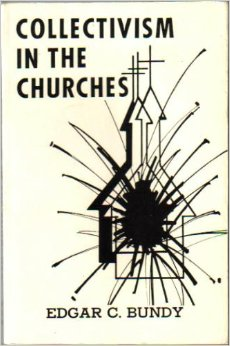 COLLECTIVISM
IN THE
CHURCHES
EDGAR C. BUNDY